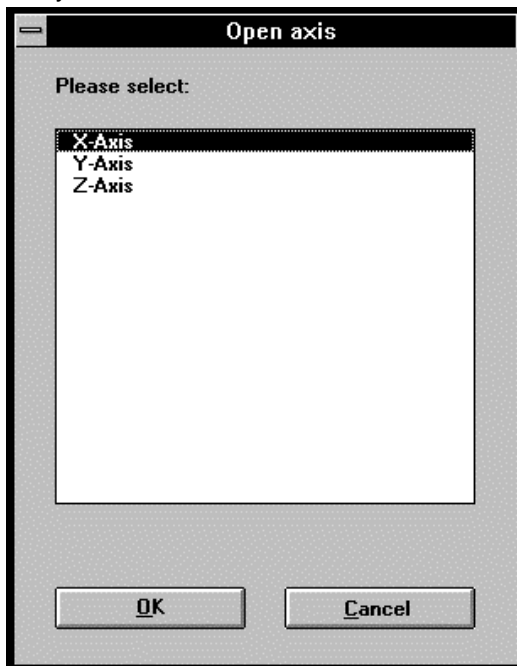 Open axis
Please select:
X-Axis
Y-Axis
Z-Axis
OK
Cancel